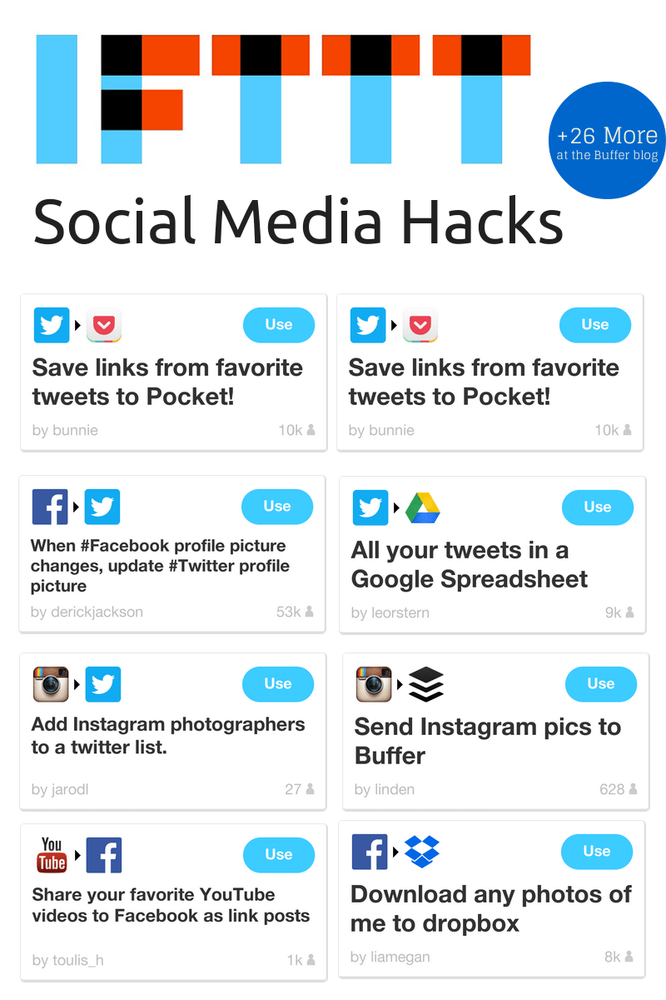 IFTTT
+26 More
at the Buffer blog
Social Media Hacks
Use
Save links from favorite
tweets to Pocket!
by bunnie 10k
Use
Save links from favorite
tweets to Pocket!
by bunnie 10k
Use
When #Facebook profile picture
changes, update #Twitter profile
picture
by derickjackson 53k
Use
All your tweets in a
Google Spreadsheet
by leorstern 9k
Use
Add Instagram photographers
to a twitter list.
by jarodl 27
Use
Send Instagram pics to
Buffer
by linden 628
You
Tube
Use
Share your favorite YouTube
videos to Facebook as link posts
by toulis_h 1k
Use
Download any photos of
me to dropbox
by liamegan 8k